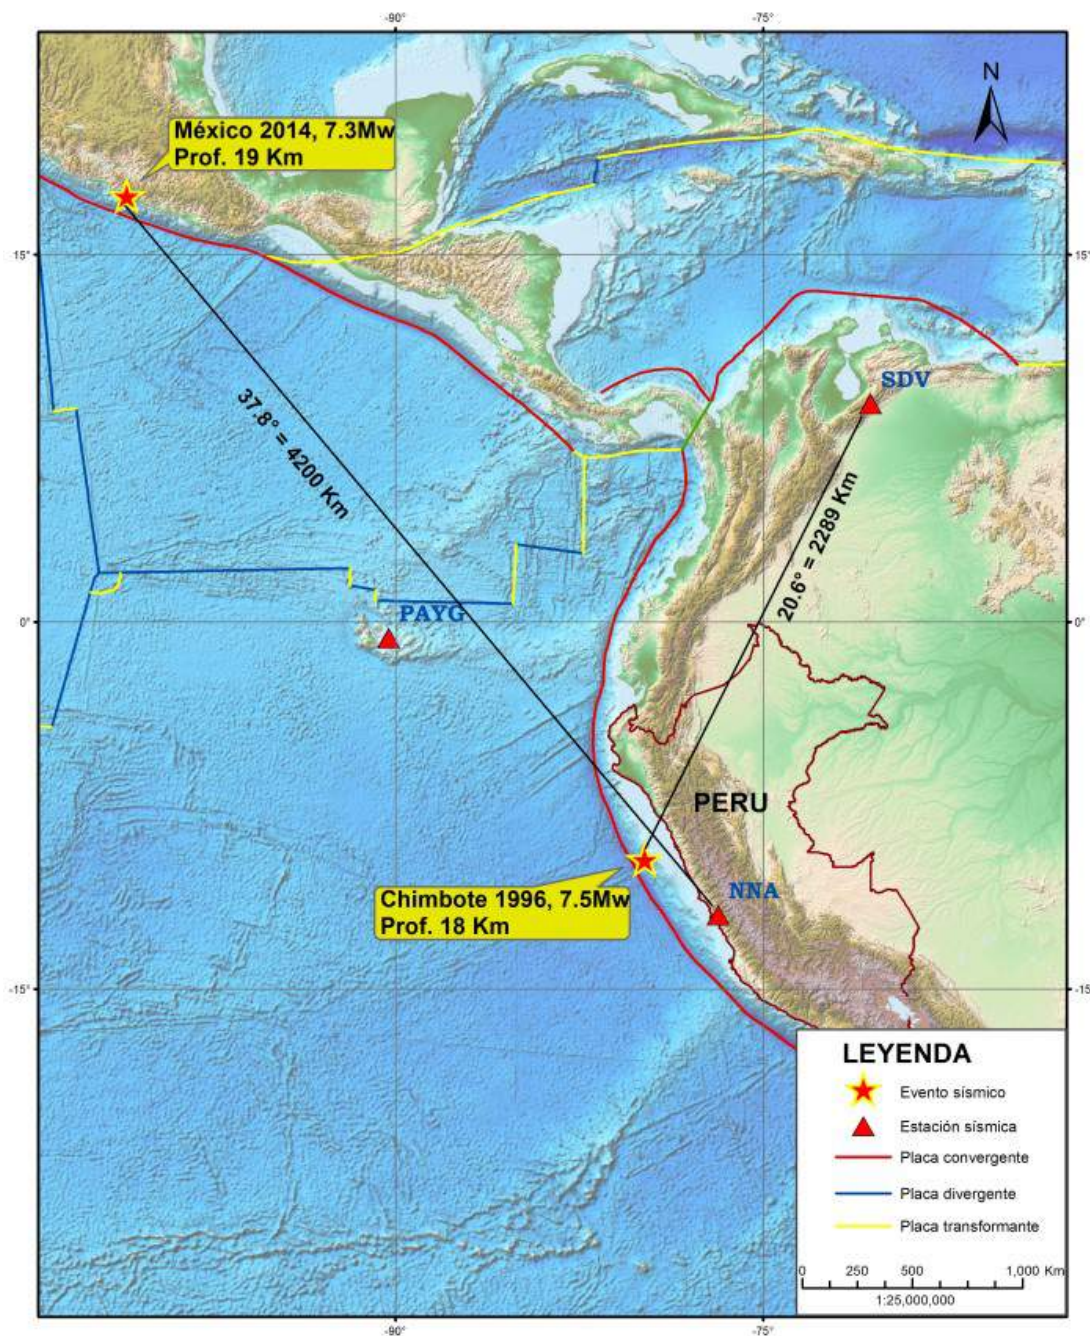 -90°
-75°
N
México 2014, 7.3Mw
Prof. 19 Km
15°
15°
SDV
37.8° = 4200 Km
20.6° = 2289 Km
PAYG
0°
0°
PERU
NNA
Chimbote 1996, 7.5Mw
Prof. 18 Km
-15°
-15°
LEYENDA
Evento sísmico
Estación sísmica
Placa convergente
Placa divergente
Placa transformante
0 250 500 1,000 Km
1:25,000,000
-90°
-75°